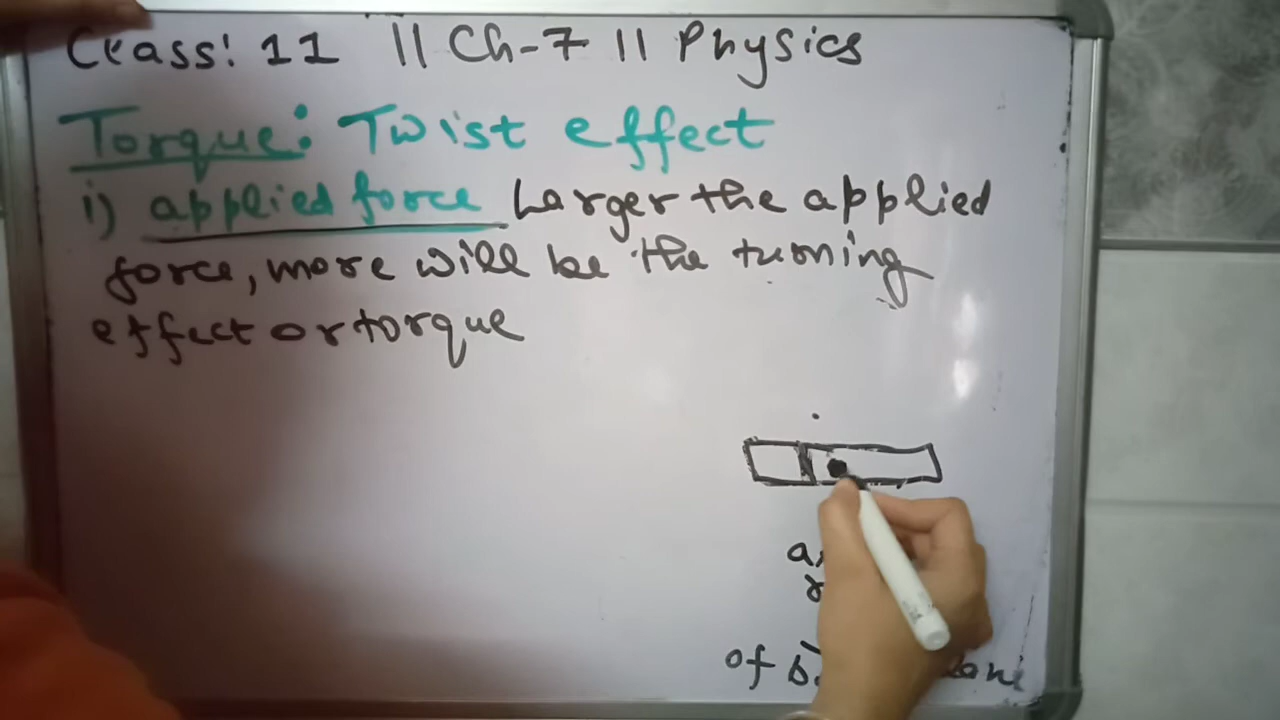 Class: 11 || Ch-7 || Physics
Torque: Twist effect
i) applied force Larger the applied
force, more will be the turning
effect or torque
of